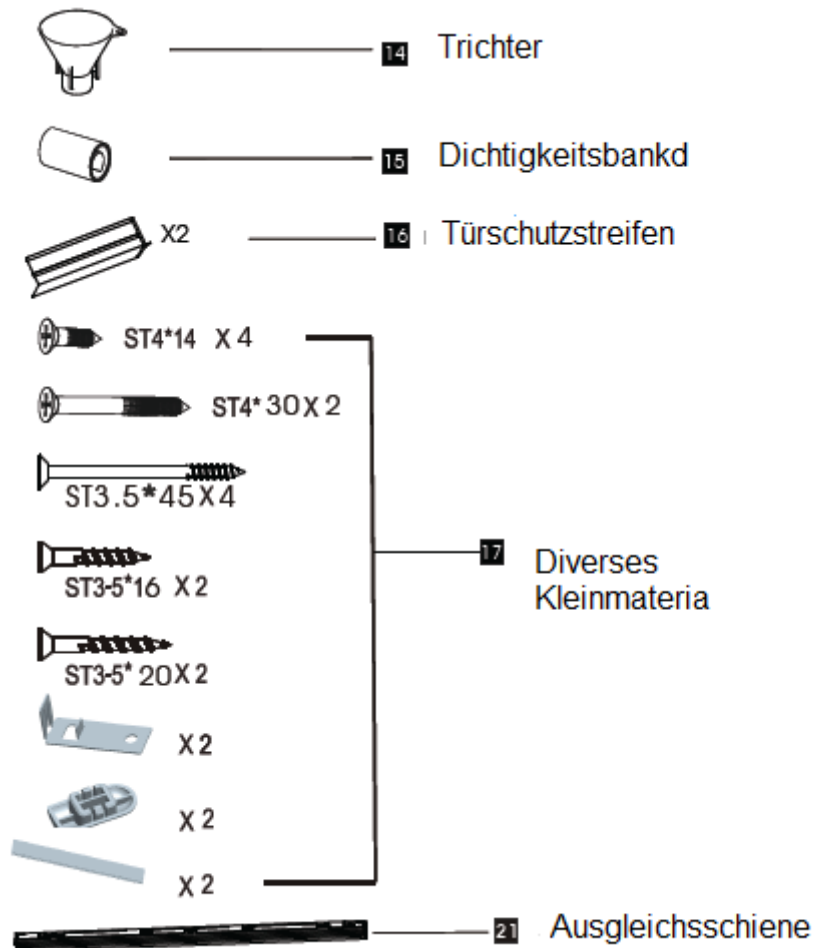 14 Trichter
15 Dichtigkeitsbankd
X2 16 Türschutzstreifen
ST4*14 X 4
ST4* 30 X 2
ST3.5*45 X 4
17 Diverses
Kleinmateria
ST3-5*16 X 2
ST3-5* 20 X 2
X 2
X 2
X 2
21 Ausgleichsschiene